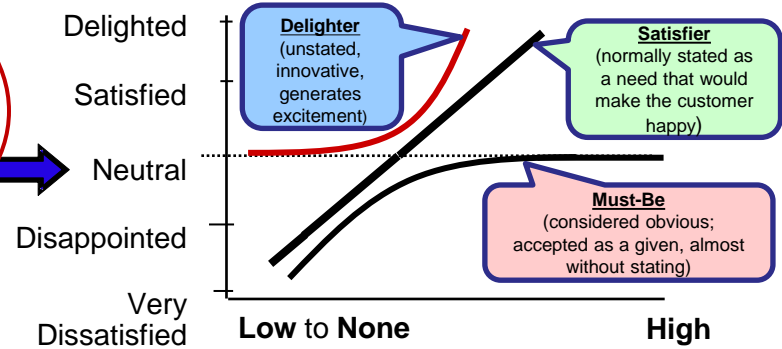 Delighted
Satisfied
Neutral
Disappointed
Very
Dissatisfied
Delighter
(unstated,
innovative,
generates
excitement)
Satisfier
(normally stated as
a need that would
make the customer
happy)
Must-Be
(considered obvious;
accepted as a given, almost
without stating)
Low to None
High